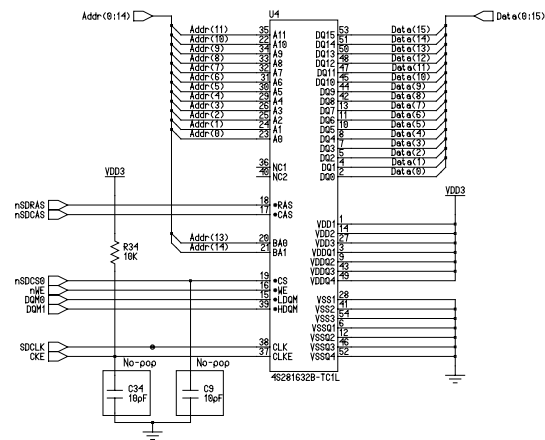 Addr(0:14) U4 Data(0:15)
Addr(11) 35 A11 DQ15 53 Data(15)
Addr(10) 22 A10 DQ14 51 Data(14)
Addr(9) 34 A9 DQ13 50 Data(13)
Addr(8) 33 A8 DQ12 48 Data(12)
Addr(7) 32 A7 DQ11 47 Data(11)
Addr(6) 31 A6 DQ10 45 Data(10)
Addr(5) 30 A5 DQ9 44 Data(9)
Addr(4) 29 A4 DQ8 42 Data(8)
Addr(3) 26 A3 DQ7 13 Data(7)
Addr(2) 25 A2 DQ6 11 Data(6)
Addr(1) 24 A1 DQ5 10 Data(5)
Addr(0) 23 A0 DQ4 8 Data(4)
DQ3 7 Data(3)
DQ2 5 Data(2)
36 NC1 DQ1 4 Data(1)
40 NC2 DQ0 2 Data(0)
VDD3 VDD3
nSDRAS 18 RAS
nSDCAS 17 CAS
VDD1 1
VDD2 14
Addr(13) 20 BA0 VDD3 27
Addr(14) 21 BA1 VDDQ1 3
R34 VDDQ2 9
10K VDDQ3 43
nSDCS0 19 CS VDDQ4 49
nWE 16 WE
DQM0 15 LDQM VSS1 28
DQM1 39 HDQM VSS2 41
VSS3 54
VSSQ1 6
VSSQ2 12
SDCLK 38 CLK VSSQ3 46
CKE 37 CLKE VSSQ4 52
No-pop No-pop
4S281632B-TC1L
C34 C9
10pF 10pF